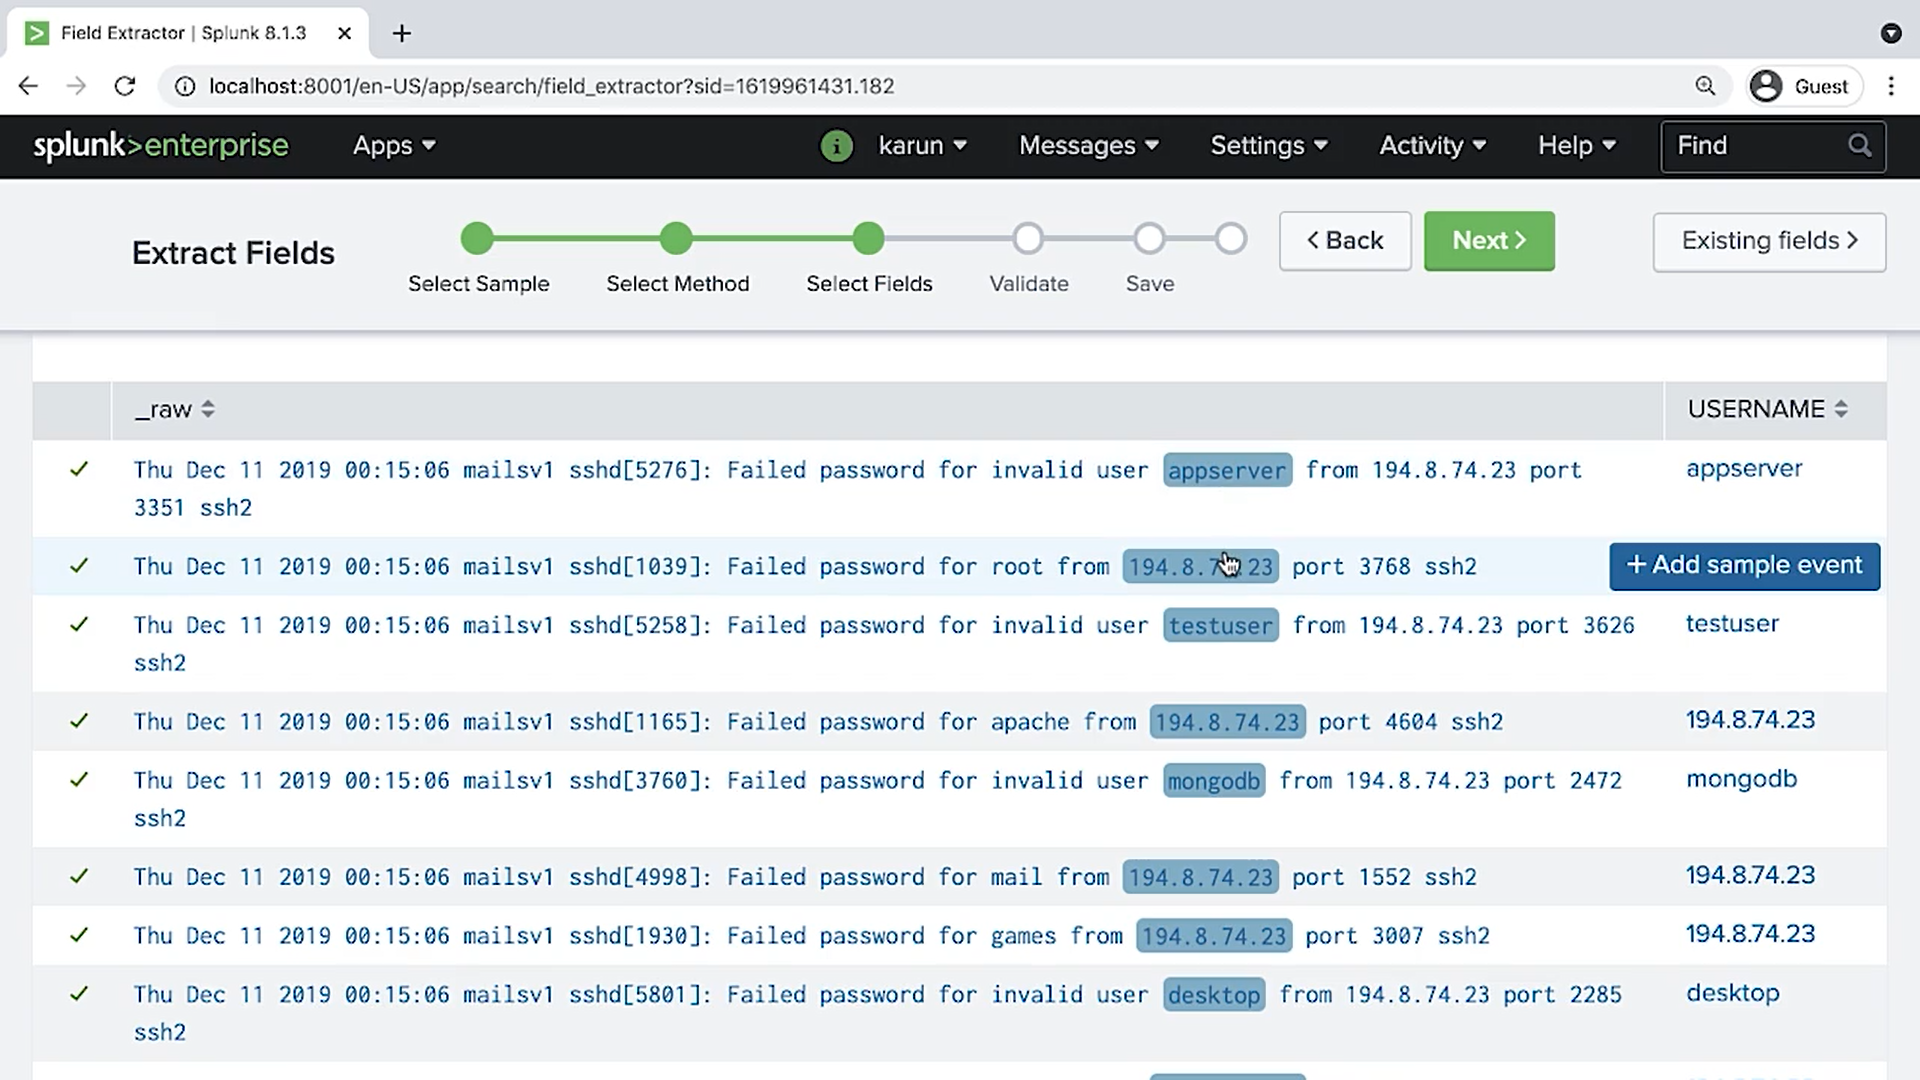 Field Extractor | Splunk 8.1.3
localhost:8001/en-US/app/search/field_extractor?sid=1619961431.182
Guest
splunk>enterprise Apps karun Messages Settings Activity Help Find
Extract Fields
Select Sample Select Method Select Fields Validate Save
< Back Next > Existing fields >
_raw USERNAME
Thu Dec 11 2019 00:15:06 mailsv1 sshd[5276]: Failed password for invalid user appserver from 194.8.74.23 port appserver
3351 ssh2
Thu Dec 11 2019 00:15:06 mailsv1 sshd[1039]: Failed password for root from 194.8.74.23 port 3768 ssh2 + Add sample event
Thu Dec 11 2019 00:15:06 mailsv1 sshd[5258]: Failed password for invalid user testuser from 194.8.74.23 port 3626 testuser
ssh2
Thu Dec 11 2019 00:15:06 mailsv1 sshd[1165]: Failed password for apache from 194.8.74.23 port 4604 ssh2 194.8.74.23
Thu Dec 11 2019 00:15:06 mailsv1 sshd[3760]: Failed password for invalid user mongodb from 194.8.74.23 port 2472 mongodb
ssh2
Thu Dec 11 2019 00:15:06 mailsv1 sshd[4998]: Failed password for mail from 194.8.74.23 port 1552 ssh2 194.8.74.23
Thu Dec 11 2019 00:15:06 mailsv1 sshd[1930]: Failed password for games from 194.8.74.23 port 3007 ssh2 194.8.74.23
Thu Dec 11 2019 00:15:06 mailsv1 sshd[5801]: Failed password for invalid user desktop from 194.8.74.23 port 2285 desktop
ssh2